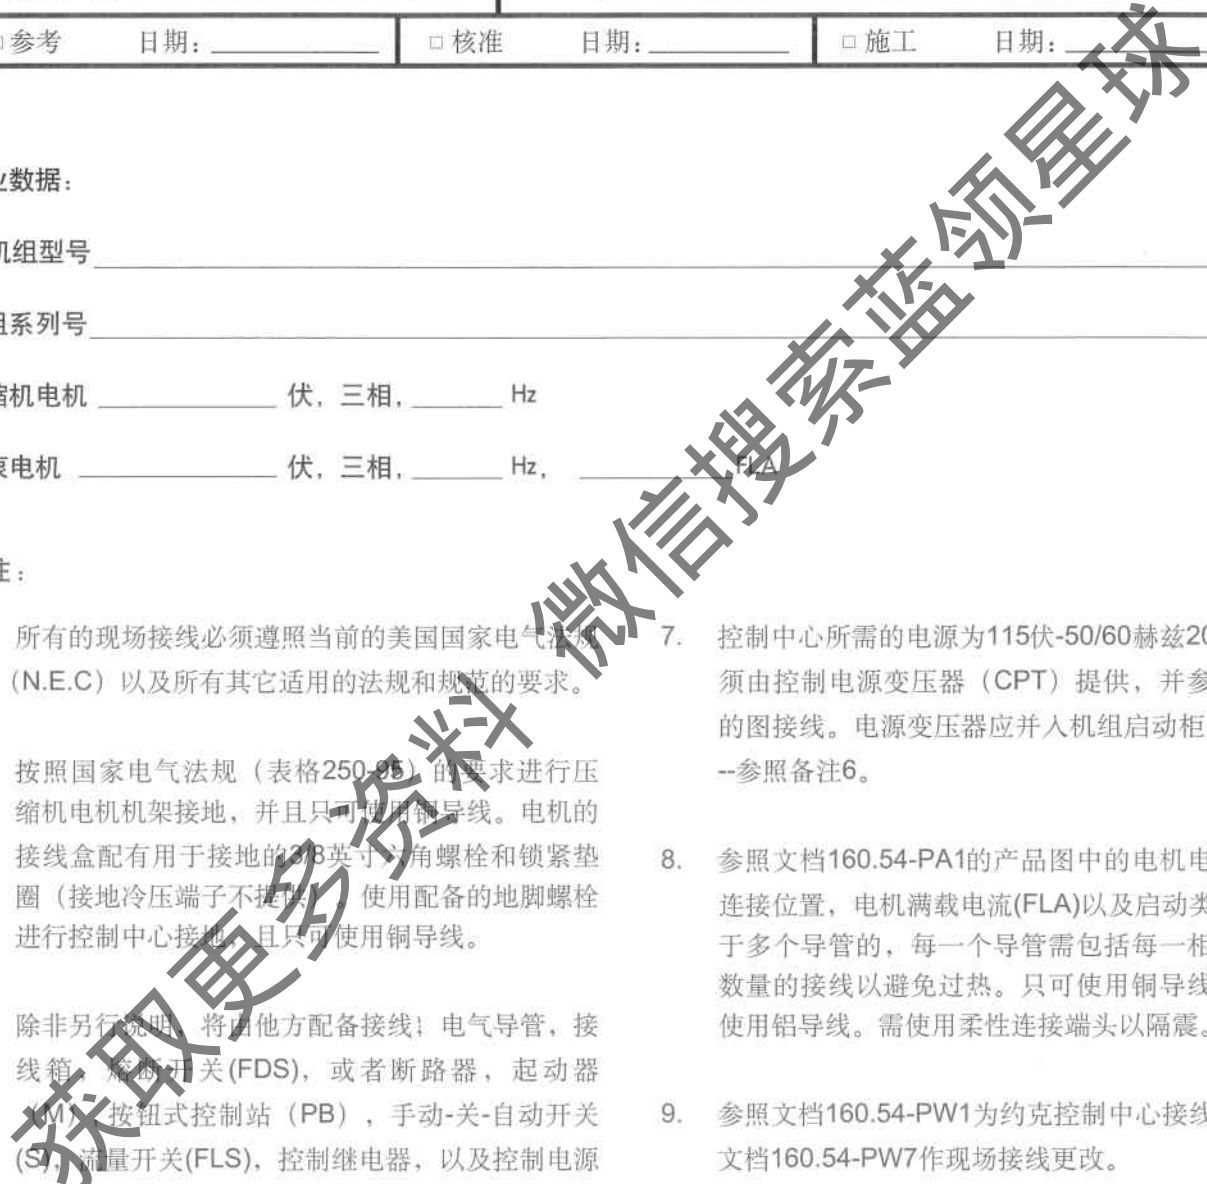 □参考 日期： □核准 日期： □施工 日期：
数据：
机组型号
组系列号
机电机 伏，三相， Hz
泵电机 伏，三相， Hz， FLA
注：
所有的现场接线必须遵照当前的美国国家电气法规
（N.E.C）以及所有其它适用的法规和规范的要求。
按照国家电气法规（表格250-95）的要求进行压
缩机电机机架接地，并且只可使用铜导线。电机的
接线盒配有用于接地的3/8英寸六角螺栓和锁紧垫
圈（接地冷压端子不提供）。使用配备的地脚螺栓
进行控制中心接地，且只可使用铜导线。
除非另行说明，将由他方配备接线；电气导管，接
线箱，熔断开关(FDS)，或者断路器，起动器
(M)，按钮式控制站（PB），手动-关-自动开关
(S)，流量开关(FLS)，控制继电器，以及控制电源
7. 控制中心所需的电源为115伏-50/60赫兹20
须由控制电源变压器（CPT）提供，并参
的图接线。电源变压器应并入机组启动柜
--参照备注6。
8. 参照文档160.54-PA1的产品图中的电机电
连接位置，电机满载电流(FLA)以及启动类
于多个导管的，每一个导管需包括每一相
数量的接线以避免过热。只可使用铜导线
使用铝导线。需使用柔性连接端头以隔震。
9. 参照文档160.54-PW1为约克控制中心接线
文档160.54-PW7作现场接线更改。
获取更多资料 微信搜索蓝领星球